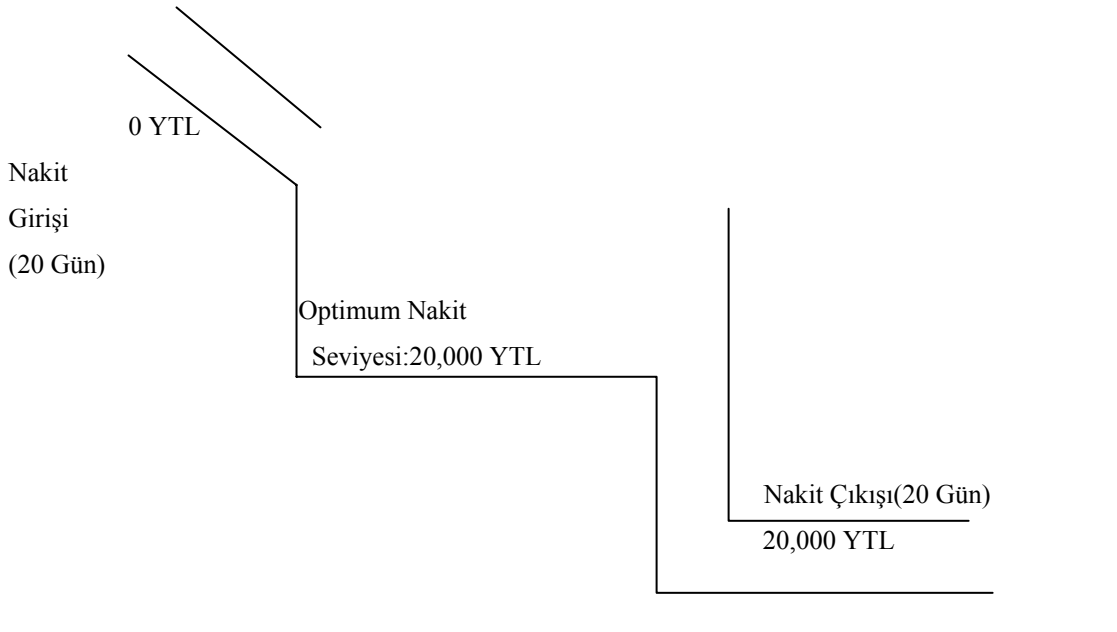 0 YTL
Nakit
Girişi
(20 Gün)
Optimum Nakit
Seviyesi:20,000 YTL
Nakit Çıkışı(20 Gün)
20,000 YTL